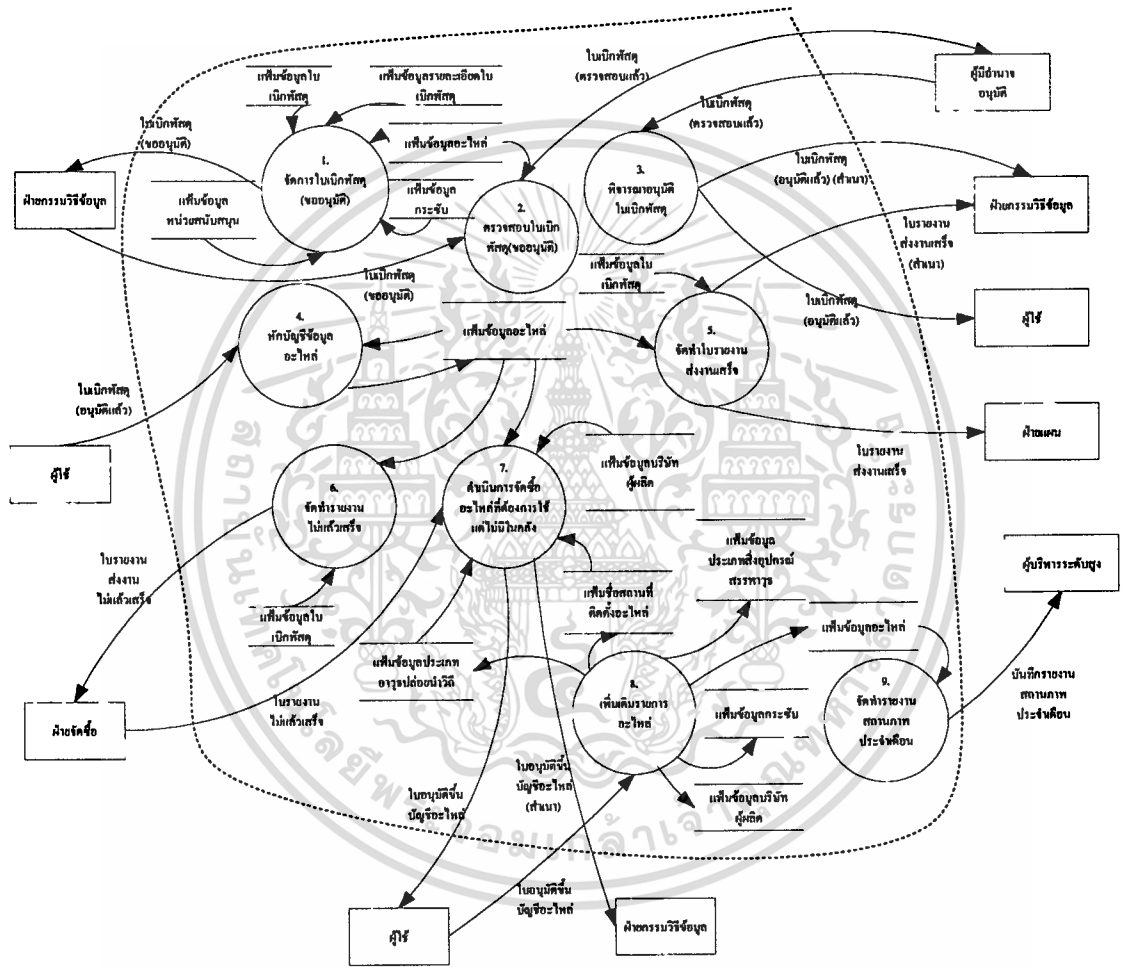 ใบเบิกพัสดุ
(ตรวจสอบแล้ว)
ผู้มีอำนาจ
อนุมัติ
แฟ้มข้อมูลใบ
เบิกพัสดุ
แฟ้มข้อมูลรายละเอียดใบ
เบิกพัสดุ
ใบเบิกพัสดุ
(ตรวจสอบแล้ว)
ใบเบิกพัสดุ
(ขออนุมัติ)
1.
จัดการใบเบิกพัสดุ
(ขออนุมัติ)
แฟ้มข้อมูลอะไหล่
3.
พิจารณาอนุมัติ
ใบเบิกพัสดุ
ใบเบิกพัสดุ
(อนุมัติแล้ว) (สำเนา)
ฝ่ายกรรมวิธีข้อมูล
แฟ้มข้อมูล
หน่วยสนับสนุน
แฟ้มข้อมูล
กระชับ
2.
ตรวจสอบใบเบิก
พัสดุ(ขออนุมัติ)
ฝ่ายกรรมวิธีข้อมูล
ใบรายงาน
ส่งงานเสร็จ
(สำเนา)
ใบเบิกพัสดุ
(ขออนุมัติ)
แฟ้มข้อมูลใบ
เบิกพัสดุ
ใบเบิกพัสดุ
(อนุมัติแล้ว)
ผู้ใช้
4.
หักบัญชีข้อมูล
อะไหล่
แฟ้มข้อมูลอะไหล่
5.
จัดทำใบรายงาน
ส่งงานเสร็จ
ใบเบิกพัสดุ
(อนุมัติแล้ว)
ผู้ใช้
ฝ่ายแผน
ใบรายงาน
ส่งงานเสร็จ
6.
จัดทำรายงาน
ไม่แล้วเสร็จ
7.
ดำเนินการจัดซื้อ
อะไหล่ที่ต้องการใช้
แต่ไม่มีในคลัง
แฟ้มข้อมูลบริษัท
ผู้ผลิต
แฟ้มข้อมูล
ประเภทสิ่งอุปกรณ์
สรรพาวุธ
ผู้บริหารระดับสูง
ใบรายงาน
ส่งงาน
ไม่แล้วเสร็จ
แฟ้มข้อมูลใบ
เบิกพัสดุ
แฟ้มชื่อสถานที่
ติดตั้งอะไหล่
แฟ้มข้อมูลอะไหล่
แฟ้มข้อมูลประเภท
อาวุธปล่อยนำวิถี
8.
เพิ่มเติมรายการ
อะไหล่
แฟ้มข้อมูลกระชับ
9.
จัดทำรายงาน
สถานภาพ
ประจำเดือน
บันทึกรายงาน
สถานภาพ
ประจำเดือน
ฝ่ายจัดซื้อ
ใบรายงาน
ไม่แล้วเสร็จ
ใบอนุมัติขึ้น
บัญชีอะไหล่
ใบอนุมัติขึ้น
บัญชีอะไหล่
(สำเนา)
แฟ้มข้อมูลบริษัท
ผู้ผลิต
ใบอนุมัติขึ้น
บัญชีอะไหล่
ผู้ใช้
ฝ่ายกรรมวิธีข้อมูล
สถาบันเทคโนโลยีพระจอมเกล้าเจ้าคุณทหารลาดกระบัง